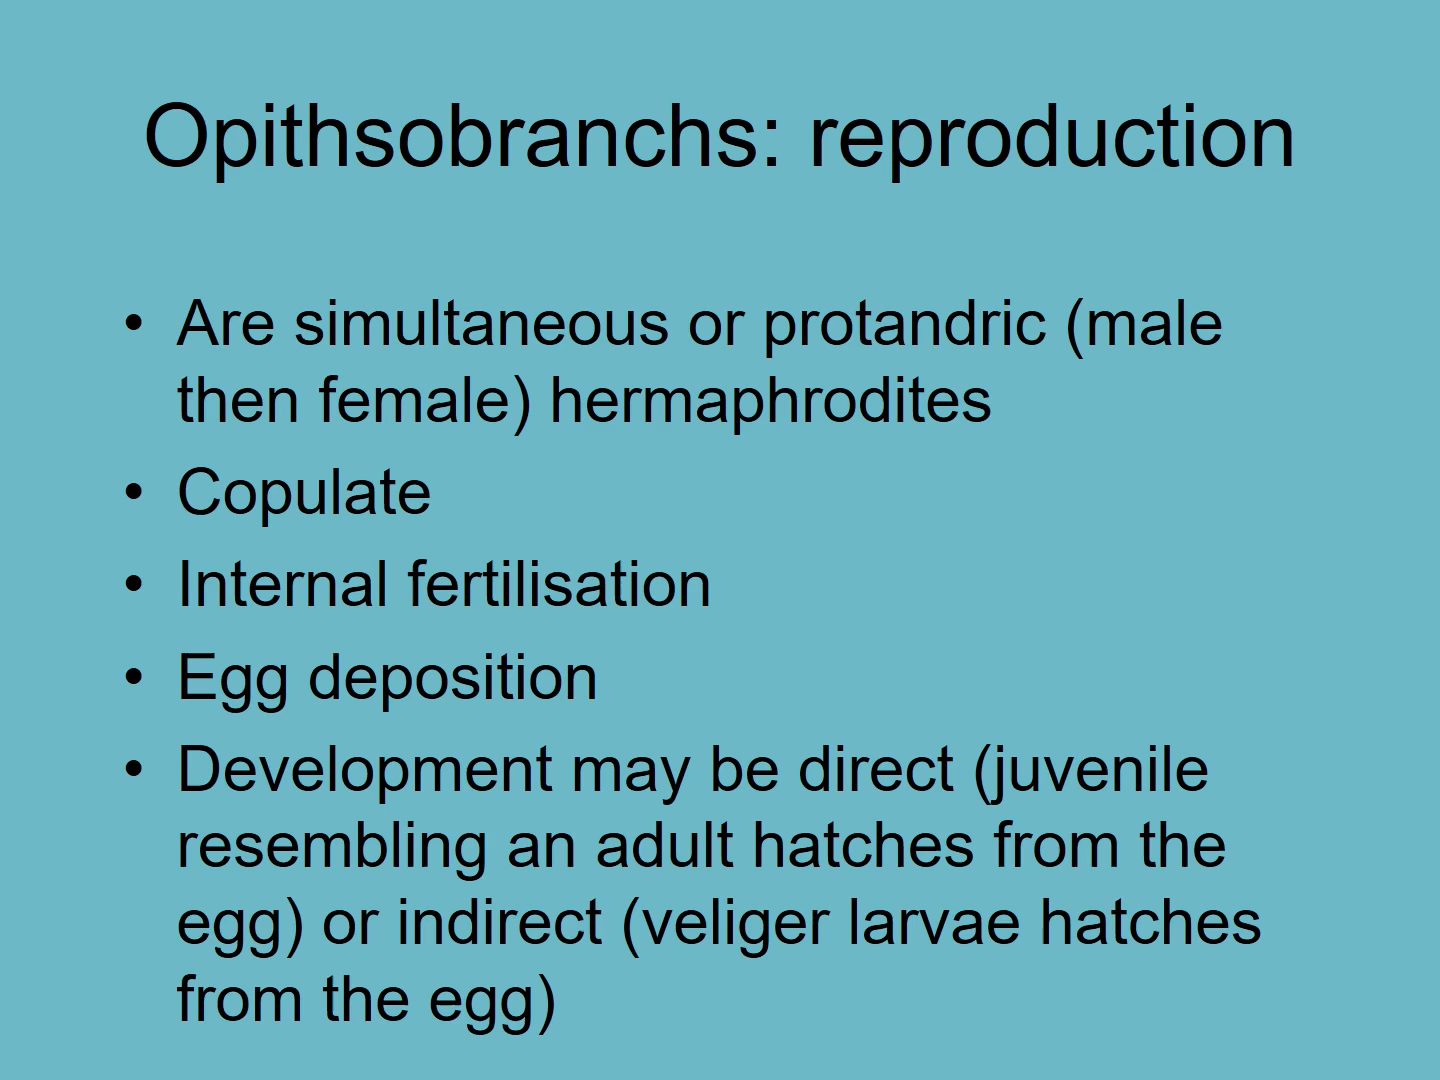 Opithsobranchs: reproduction
• Are simultaneous or protandric (male
then female) hermaphrodites
• Copulate
• Internal fertilisation
• Egg deposition
• Development may be direct (juvenile
resembling an adult hatches from the
egg) or indirect (veliger larvae hatches
from the egg)